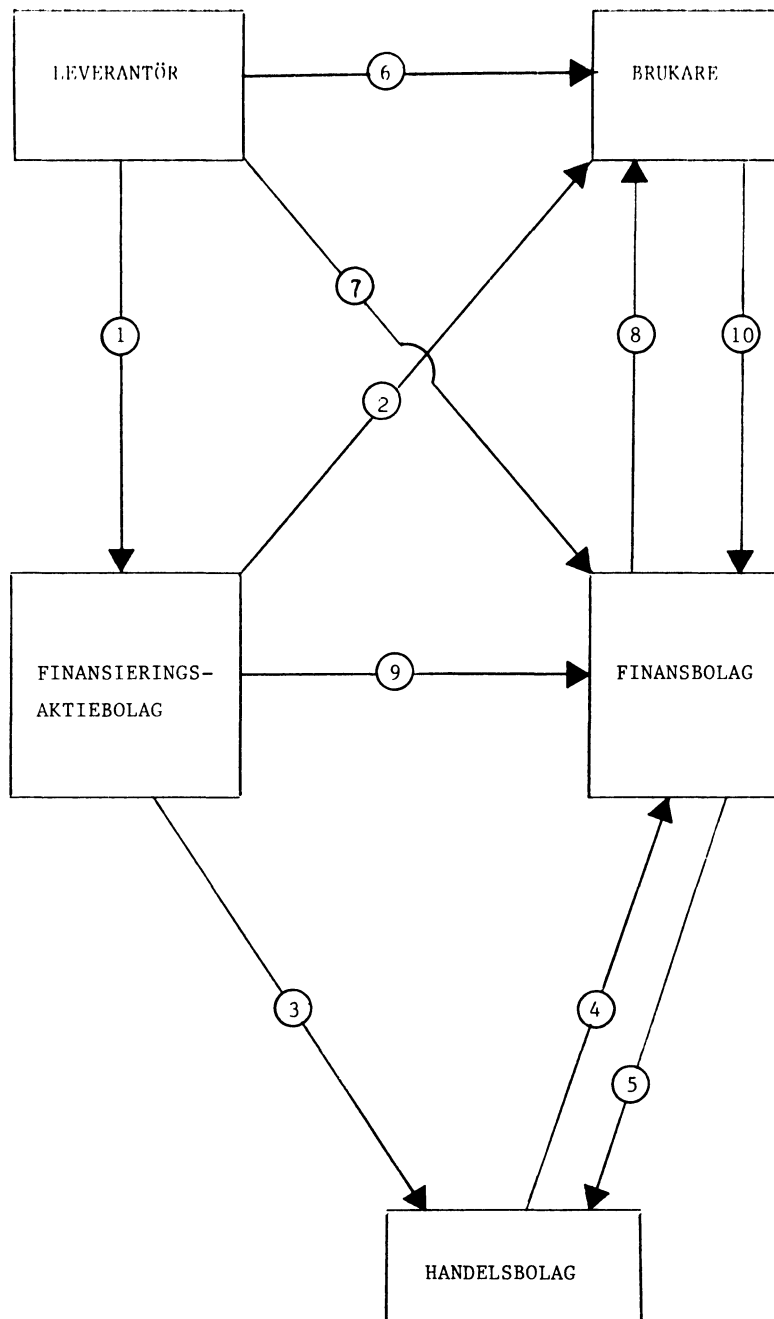 LEVERANTÖR
6
BRUKARE
7
1
8
10
2
FINANSIERINGS-
AKTIEBOLAG
9
FINANSBOLAG
3
4
5
HANDELSBOLAG